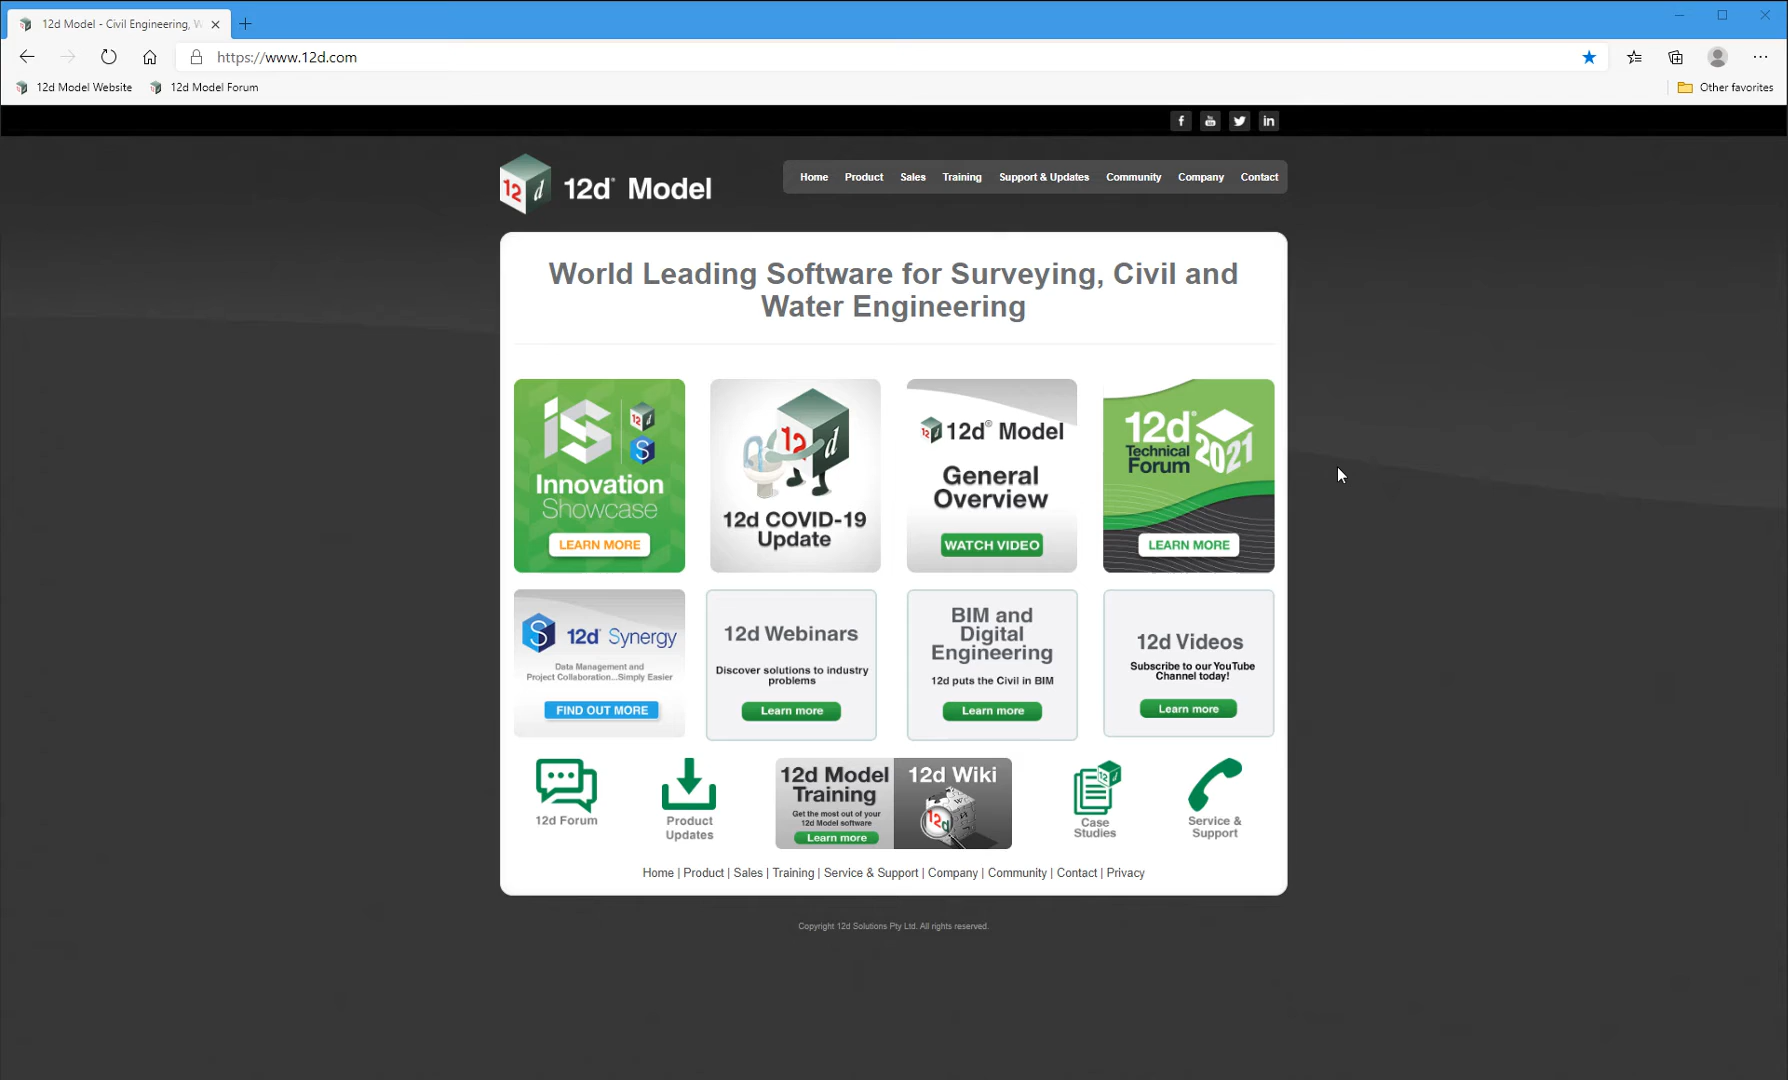 12d Model - Civil Engineering, W
https://www.12d.com
12d Model Website
12d Model Forum
Other favorites
12d Model
Home
Product
Sales
Training
Support & Updates
Community
Company
Contact
World Leading Software for Surveying, Civil and
Water Engineering
is
Innovation
Showcase
LEARN MORE
12d COVID-19
Update
12d® Model
General
Overview
WATCH VIDEO
12d®
Technical
Forum
2021
LEARN MORE
12d Synergy
Data Management and
Project Collaboration...Simply Easier
FIND OUT MORE
12d Webinars
Discover solutions to industry
problems
Learn more
BIM and
Digital
Engineering
12d puts the Civil in BIM
Learn more
12d Videos
Subscribe to our YouTube
Channel today!
Learn more
12d Forum
Product
Updates
12d Model
Training
Get the most out of your
12d Model software
Learn more
12d Wiki
Case
Studies
Service &
Support
Home | Product | Sales | Training | Service & Support | Company | Community | Contact | Privacy
Copyright 12d Solutions Pty Ltd. All rights reserved.